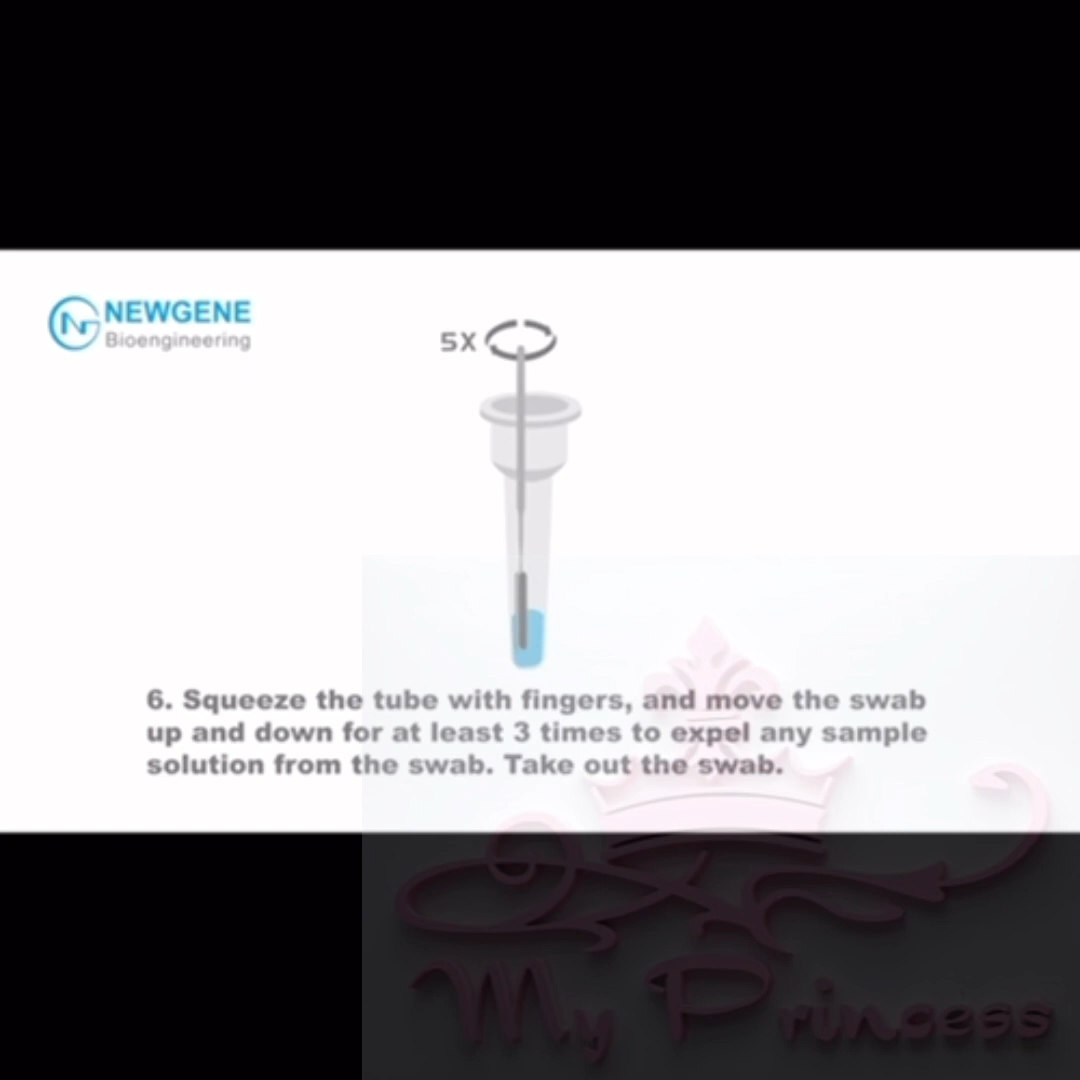 NEWGENE
Bioengineering
5X
6. Squeeze the tube with fingers, and move the swab
up and down for at least 3 times to expel any sample
solution from the swab. Take out the swab.
My Princess